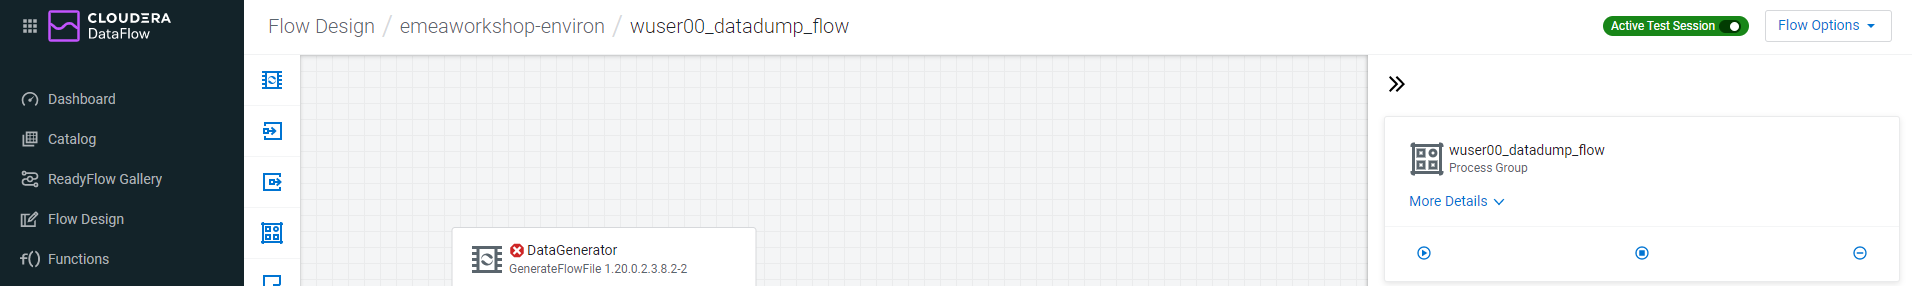 CLOUDERA
DataFlow
Dashboard
Catalog
ReadyFlow Gallery
Flow Design
f() Functions
Flow Design / emeaworkshop-environ / wuser00_datadump_flow
Active Test Session
Flow Options
DataGenerator
GenerateFlowFile 1.20.0.2.3.8.2-2
wuser00_datadump_flow
Process Group
More Details